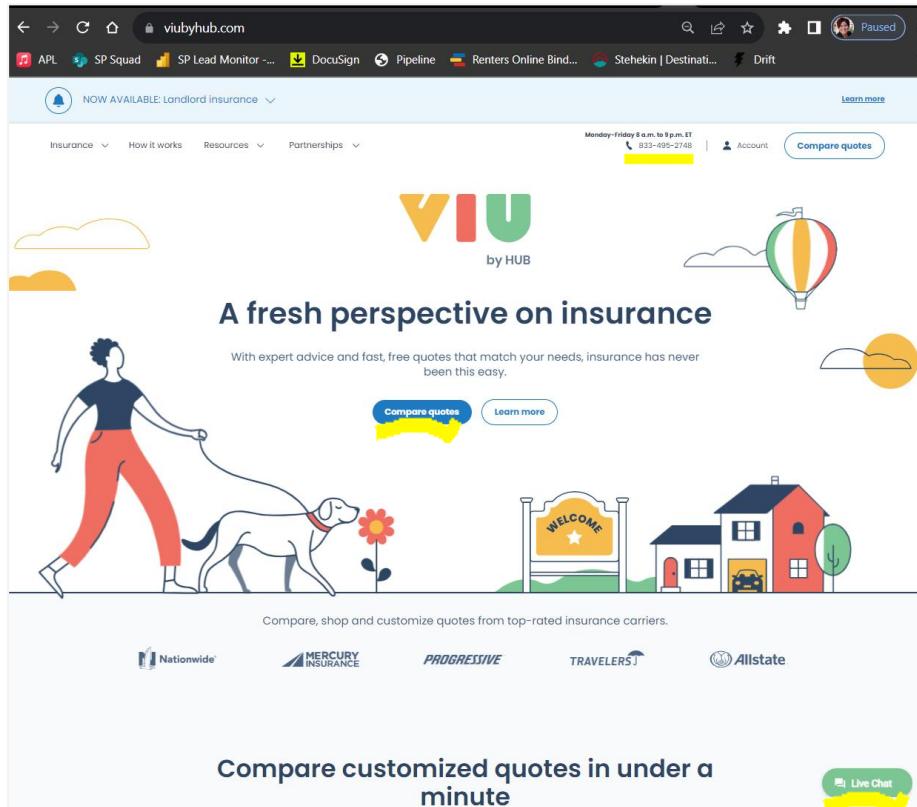 viubyhub.com
Paused
APL SP Squad SP Lead Monitor -... DocuSign Pipeline Renters Online Bind... Stehekin | Destinati... Drift
NOW AVAILABLE: Landlord insurance
Learn more
Monday-Friday 8 a.m. to 9 p.m. ET
Insurance How it works Resources Partnerships 833-495-2748 | Account Compare quotes
VIU
by HUB
A fresh perspective on insurance
With expert advice and fast, free quotes that match your needs, insurance has never
been this easy.
Compare quotes Learn more
WELCOME
Compare, shop and customize quotes from top-rated insurance carriers.
Nationwide MERCURY INSURANCE PROGRESSIVE TRAVELERS Allstate
Compare customized quotes in under a
minute
Live Chat